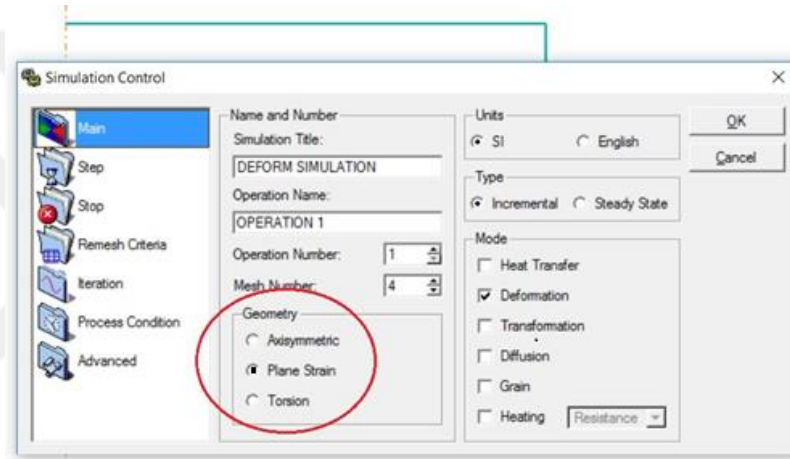 Simulation Control
Main
Step
Stop
Remesh Criteria
Iteration
Process Condition
Advanced
Name and Number
Simulation Title:
DEFORM SIMULATION
Operation Name:
OPERATION 1
Operation Number: 1
Mesh Number: 4
Geometry
Axisymmetric
Plane Strain
Torsion
Units
SI English
Type
Incremental Steady State
Mode
Heat Transfer
Deformation
Transformation
Diffusion
Grain
Heating Resistance
OK
Cancel